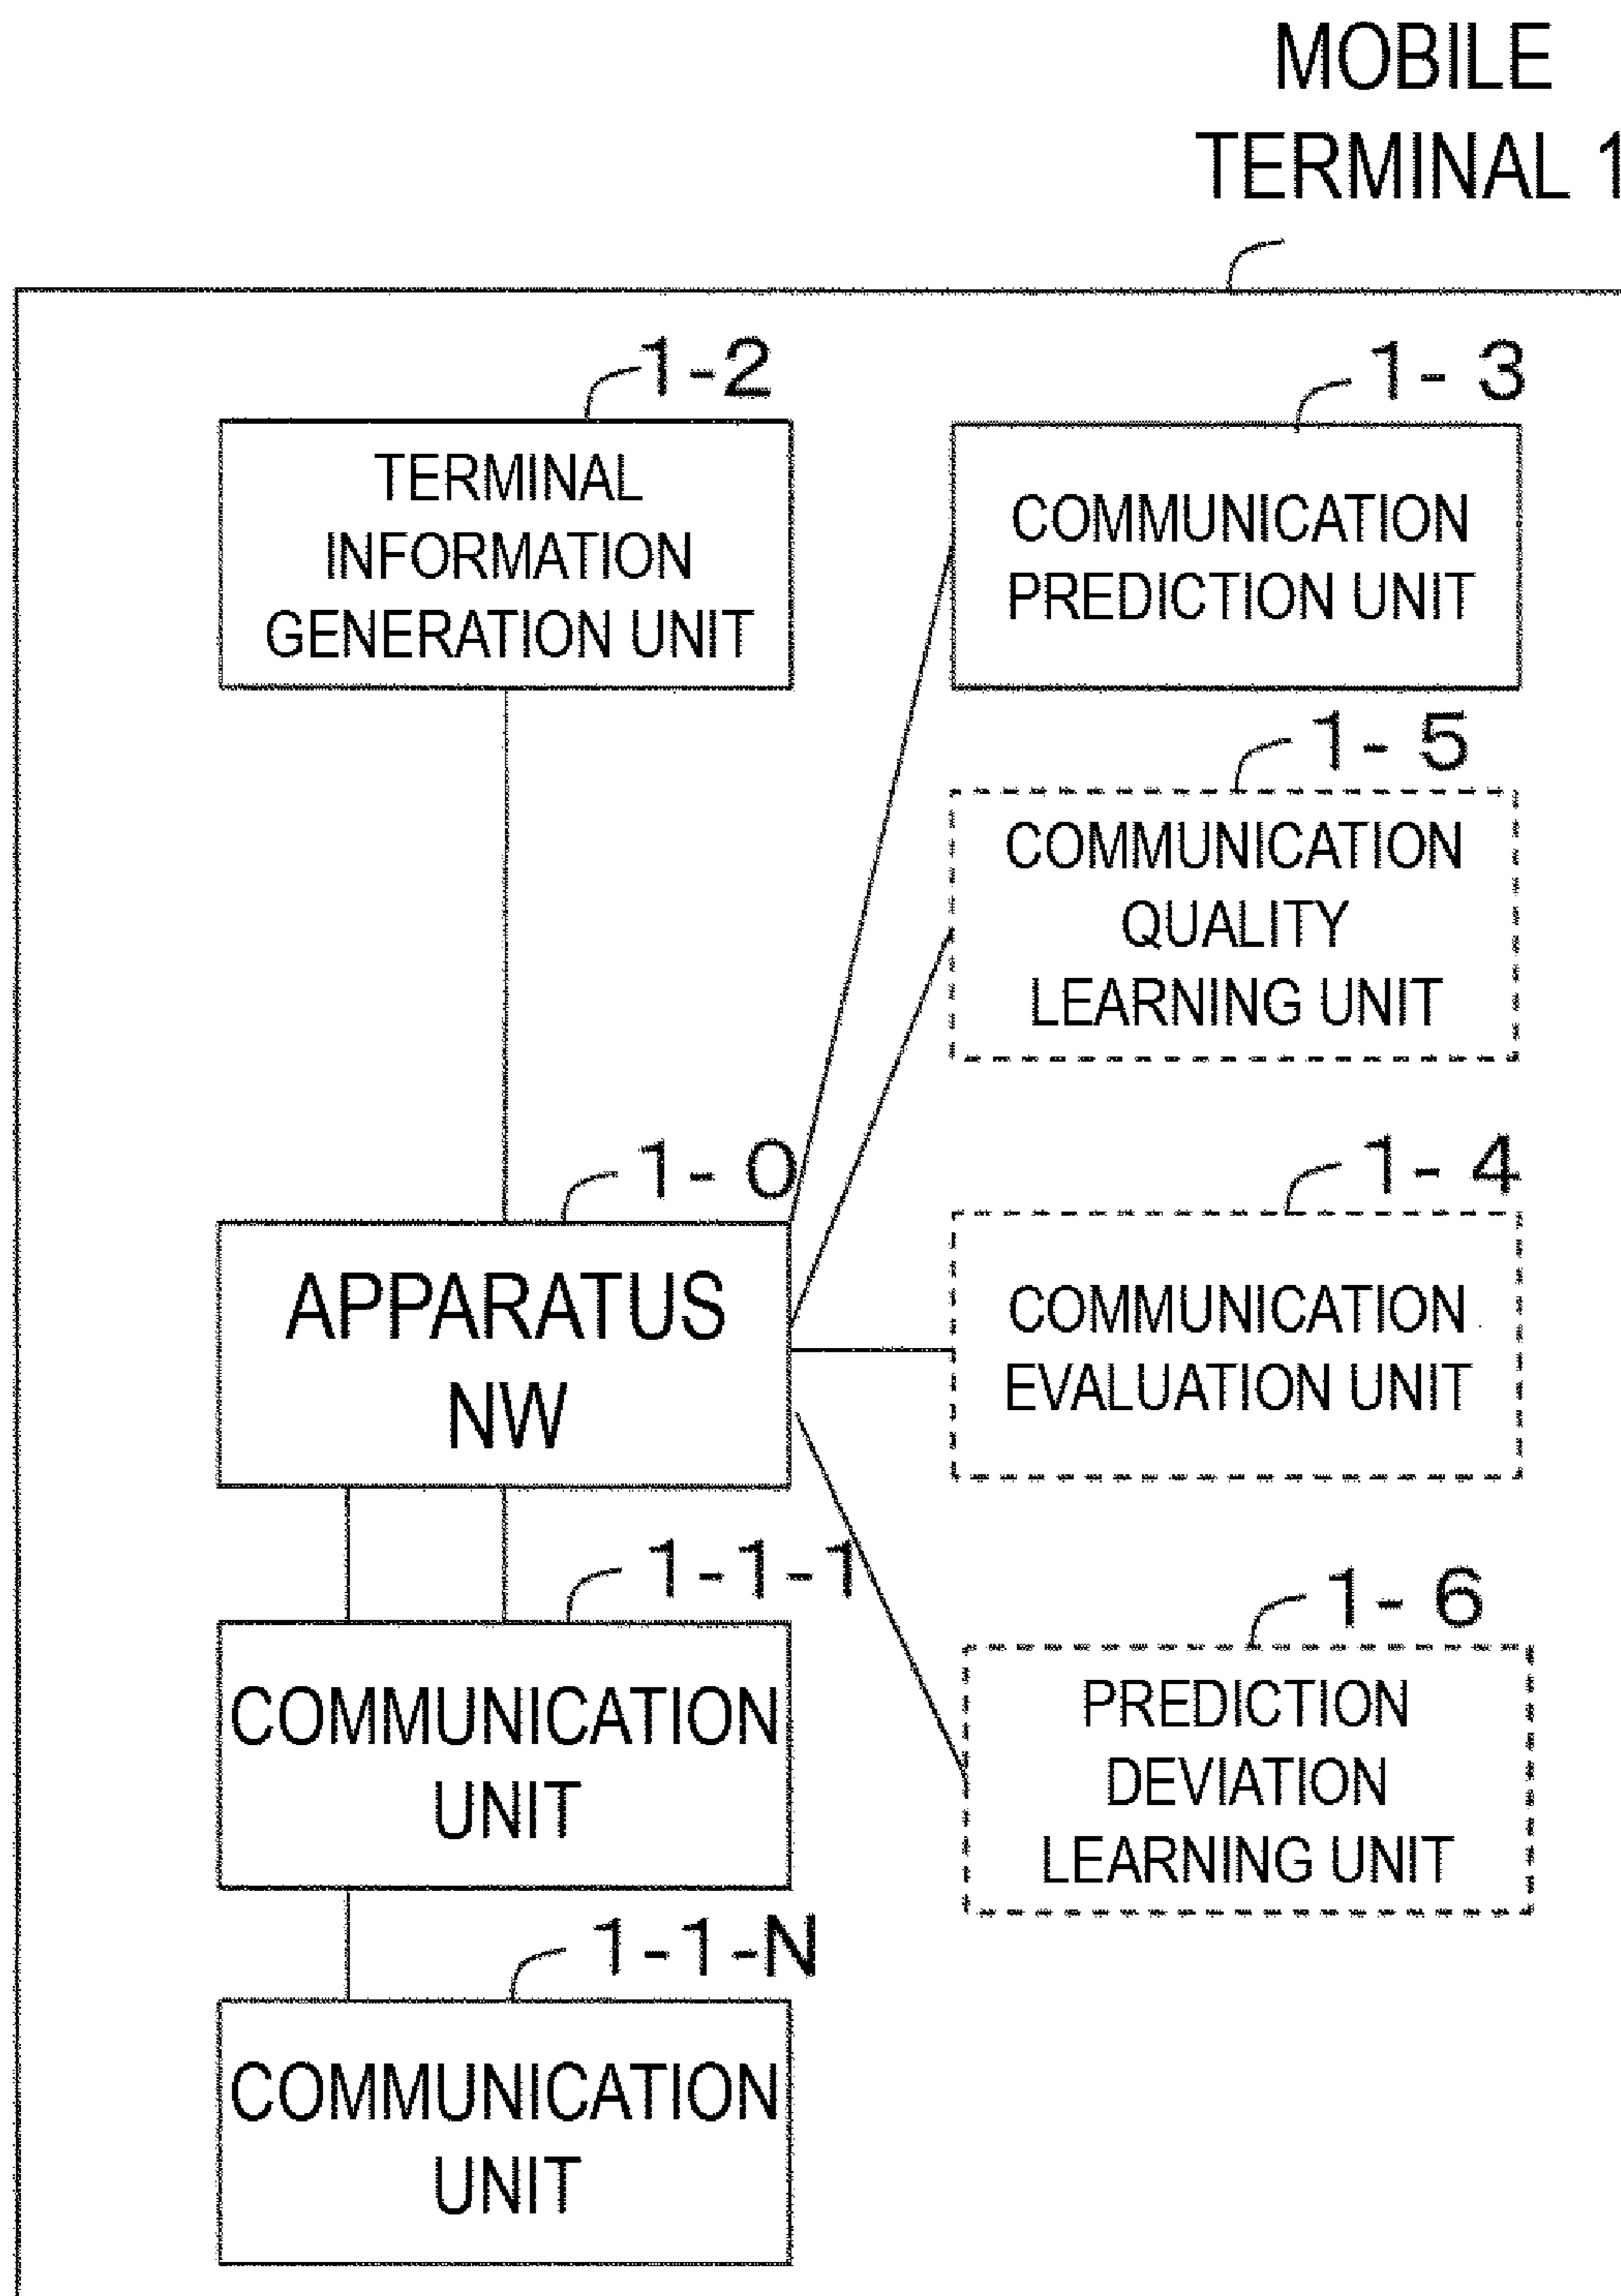 MOBILE
TERMINAL 1
1-2
TERMINAL
INFORMATION
GENERATION UNIT
1-3
COMMUNICATION
PREDICTION UNIT
1-5
COMMUNICATION
QUALITY
LEARNING UNIT
1-0
APPARATUS
NW
1-4
COMMUNICATION
EVALUATION UNIT
1-1-1
COMMUNICATION
UNIT
1-6
PREDICTION
DEVIATION
LEARNING UNIT
1-1-N
COMMUNICATION
UNIT